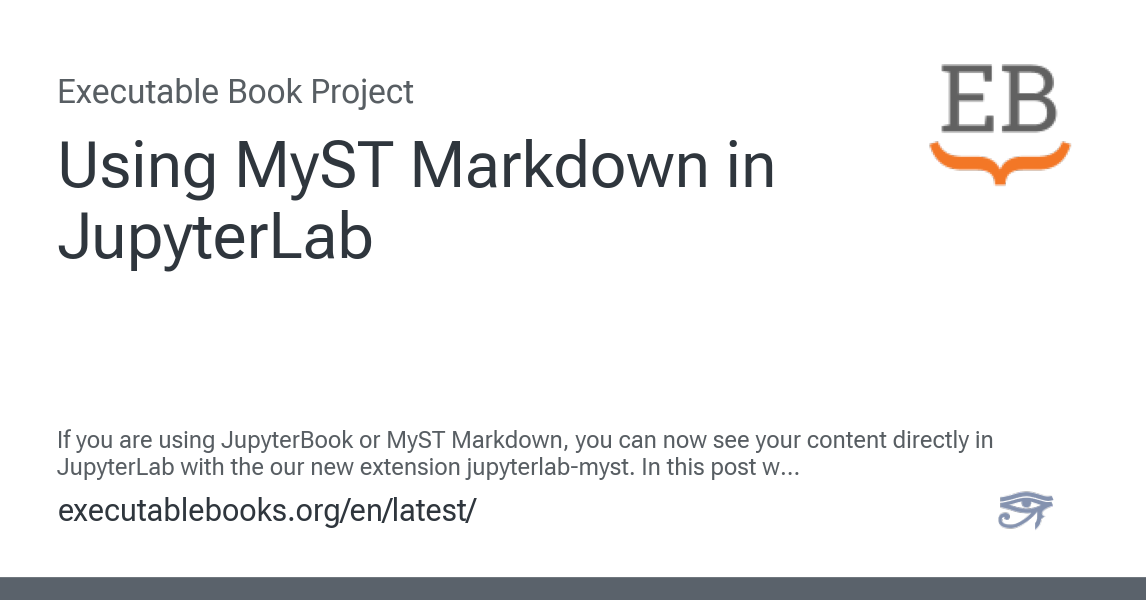 Executable Book Project
EB
Using MyST Markdown in
JupyterLab
If you are using JupyterBook or MyST Markdown, you can now see your content directly in
JupyterLab with the our new extension jupyterlab-myst. In this post w...
executablebooks.org/en/latest/